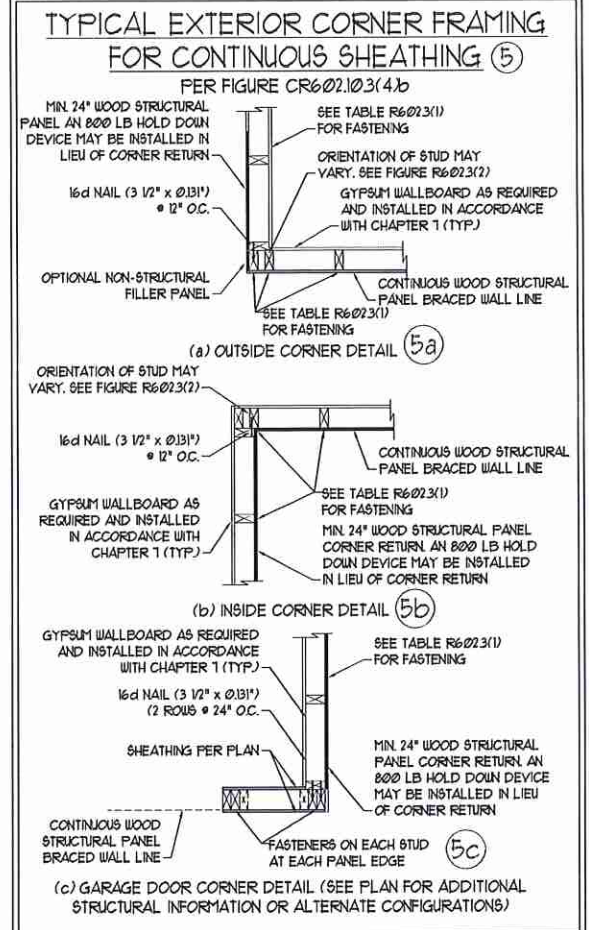 TYPICAL EXTERIOR CORNER FRAMING
FOR CONTINUOUS SHEATHING 5
PER FIGURE CR602.10.3(4)b
MIN. 24" WOOD STRUCTURAL
PANEL AN 800 LB HOLD DOWN
DEVICE MAY BE INSTALLED IN
LIEU OF CORNER RETURN
SEE TABLE R602.3(1)
FOR FASTENING
ORIENTATION OF STUD MAY
VARY. SEE FIGURE R602.3(2)
16d NAIL (3 1/2" x 0.131")
@ 12" O.C.
GYPSUM WALLBOARD AS REQUIRED
AND INSTALLED IN ACCORDANCE
WITH CHAPTER 7 (TYP.)
OPTIONAL NON-STRUCTURAL
FILLER PANEL
CONTINUOUS WOOD STRUCTURAL
PANEL BRACED WALL LINE
SEE TABLE R602.3(1)
FOR FASTENING
(a) OUTSIDE CORNER DETAIL 5a
ORIENTATION OF STUD MAY
VARY. SEE FIGURE R602.3(2)
16d NAIL (3 1/2" x 0.131")
@ 12" O.C.
CONTINUOUS WOOD STRUCTURAL
PANEL BRACED WALL LINE
SEE TABLE R602.3(1)
FOR FASTENING
GYPSUM WALLBOARD AS
REQUIRED AND INSTALLED
IN ACCORDANCE WITH
CHAPTER 7 (TYP.)
MIN. 24" WOOD STRUCTURAL PANEL
CORNER RETURN. AN 800 LB HOLD
DOWN DEVICE MAY BE INSTALLED
IN LIEU OF CORNER RETURN
(b) INSIDE CORNER DETAIL 5b
GYPSUM WALLBOARD AS REQUIRED
AND INSTALLED IN ACCORDANCE
WITH CHAPTER 7 (TYP.)
SEE TABLE R602.3(1)
FOR FASTENING
16d NAIL (3 1/2" x 0.131")
(2 ROWS @ 24" O.C.
SHEATHING PER PLAN
MIN. 24" WOOD STRUCTURAL
PANEL CORNER RETURN. AN
800 LB HOLD DOWN DEVICE
MAY BE INSTALLED IN LIEU
OF CORNER RETURN
CONTINUOUS WOOD
STRUCTURAL PANEL
BRACED WALL LINE
FASTENERS ON EACH STUD
AT EACH PANEL EDGE
5c
(c) GARAGE DOOR CORNER DETAIL (SEE PLAN FOR ADDITIONAL
STRUCTURAL INFORMATION OR ALTERNATE CONFIGURATIONS)